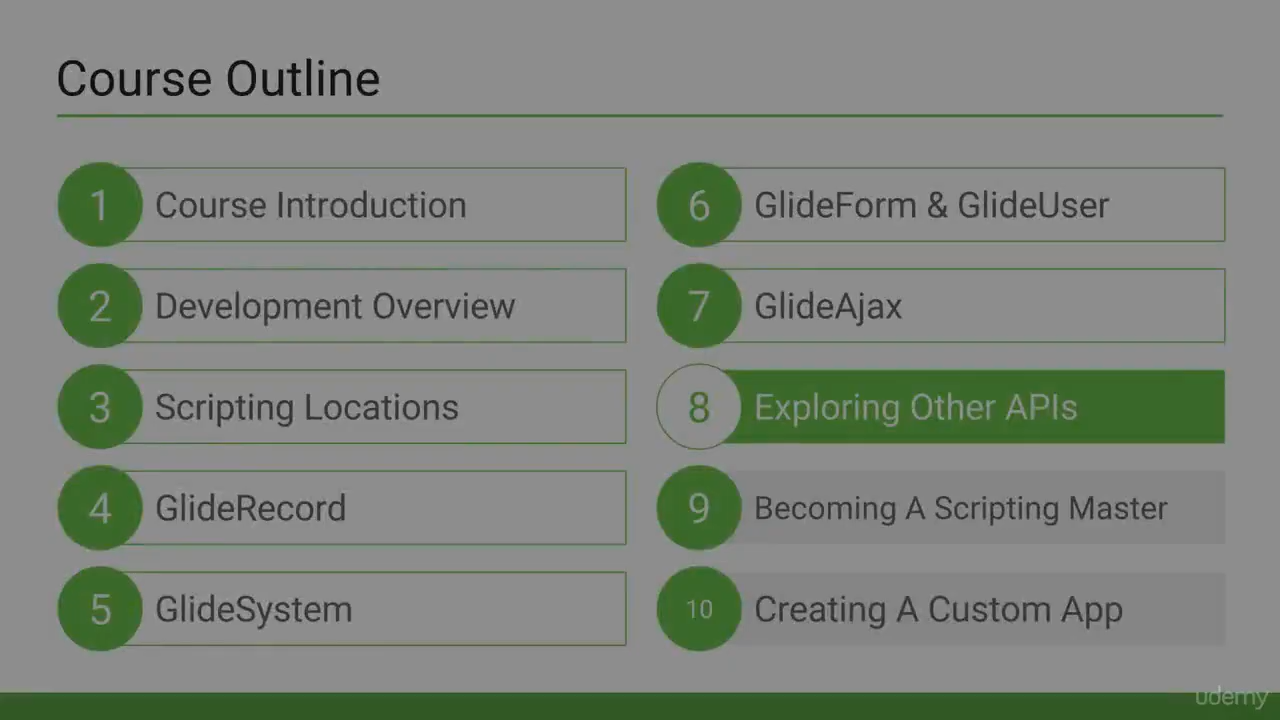 Course Outline
1 Course Introduction
2 Development Overview
3 Scripting Locations
4 GlideRecord
5 GlideSystem
6 GlideForm & GlideUser
7 GlideAjax
8 Exploring Other APIs
9 Becoming A Scripting Master
10 Creating A Custom App
udemy